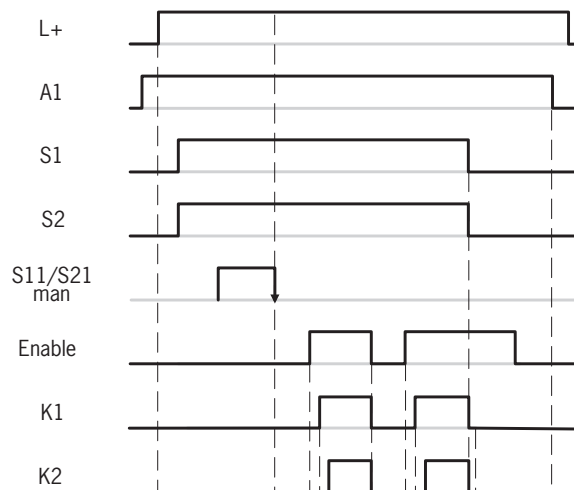 L+
A1
S1
S2
S11/S21
man
Enable
K1
K2